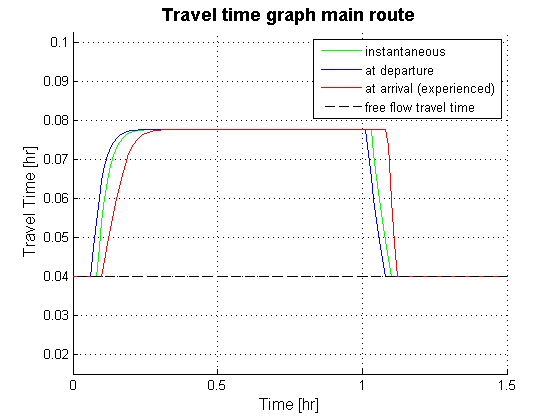 Travel time graph main route
instantaneous
at departure
at arrival (experienced)
free flow travel time
0.1
0.09
0.08
0.07
0.06
0.05
0.04
0.03
0.02
Travel Time [hr]
0
0.5
1
1.5
Time [hr]